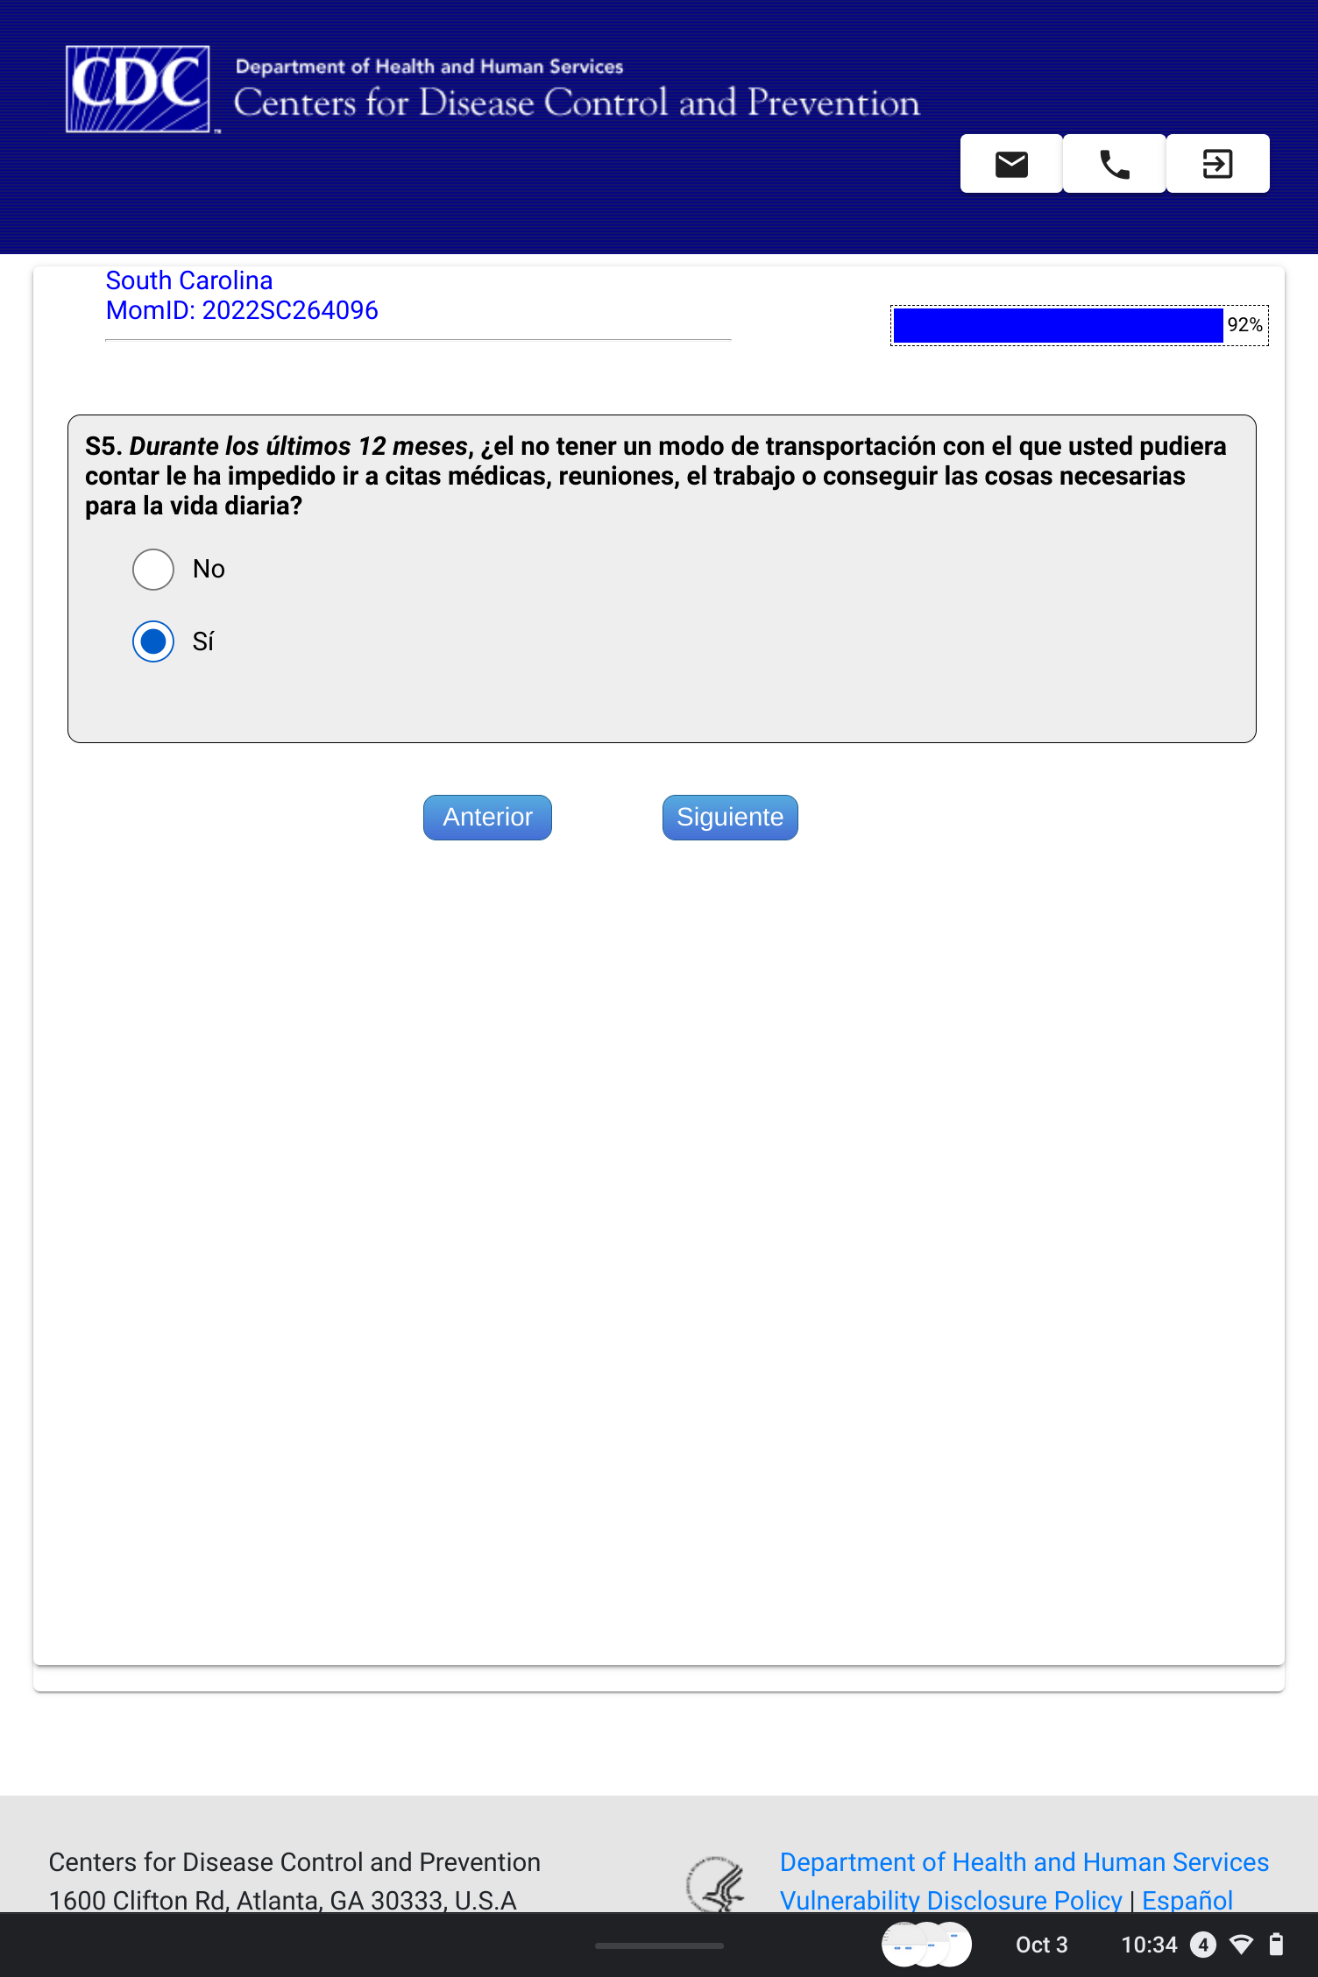 CDC
Department of Health and Human Services
Centers for Disease Control and Prevention
South Carolina
MomID: 2022SC264096
92%
S5. Durante los últimos 12 meses, ¿el no tener un modo de transportación con el que usted pudiera
contar le ha impedido ir a citas médicas, reuniones, el trabajo o conseguir las cosas necesarias
para la vida diaria?
No
Sí
Anterior
Siguiente
Centers for Disease Control and Prevention
1600 Clifton Rd, Atlanta, GA 30333, U.S.A
Department of Health and Human Services
Vulnerability Disclosure Policy | Español
Oct 3
10:34
4